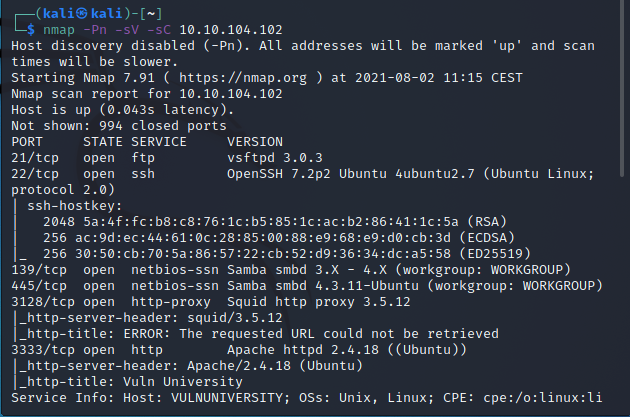 ┌──(kali㉿kali)-[~]
└─$ nmap -Pn -sV -sC 10.10.104.102
Host discovery disabled (-Pn). All addresses will be marked 'up' and scan
times will be slower.
Starting Nmap 7.91 ( https://nmap.org ) at 2021-08-02 11:15 CEST
Nmap scan report for 10.10.104.102
Host is up (0.043s latency).
Not shown: 994 closed ports
PORT     STATE SERVICE     VERSION
21/tcp   open  ftp         vsftpd 3.0.3
22/tcp   open  ssh         OpenSSH 7.2p2 Ubuntu 4ubuntu2.7 (Ubuntu Linux;
protocol 2.0)
| ssh-hostkey:
|   2048 5a:4f:fc:b8:c8:76:1c:b5:85:1c:ac:b2:86:41:1c:5a (RSA)
|   256 ac:9d:ec:44:61:0c:28:85:00:88:e9:68:e9:d0:cb:3d (ECDSA)
|_  256 30:50:cb:70:5a:86:57:22:cb:52:d9:36:34:dc:a5:58 (ED25519)
139/tcp  open  netbios-ssn Samba smbd 3.X - 4.X (workgroup: WORKGROUP)
445/tcp  open  netbios-ssn Samba smbd 4.3.11-Ubuntu (workgroup: WORKGROUP)
3128/tcp open  http-proxy  Squid http proxy 3.5.12
|_http-server-header: squid/3.5.12
|_http-title: ERROR: The requested URL could not be retrieved
3333/tcp open  http        Apache httpd 2.4.18 ((Ubuntu))
|_http-server-header: Apache/2.4.18 (Ubuntu)
|_http-title: Vuln University
Service Info: Host: VULNUNIVERSITY; OSs: Unix, Linux; CPE: cpe:/o:linux:li